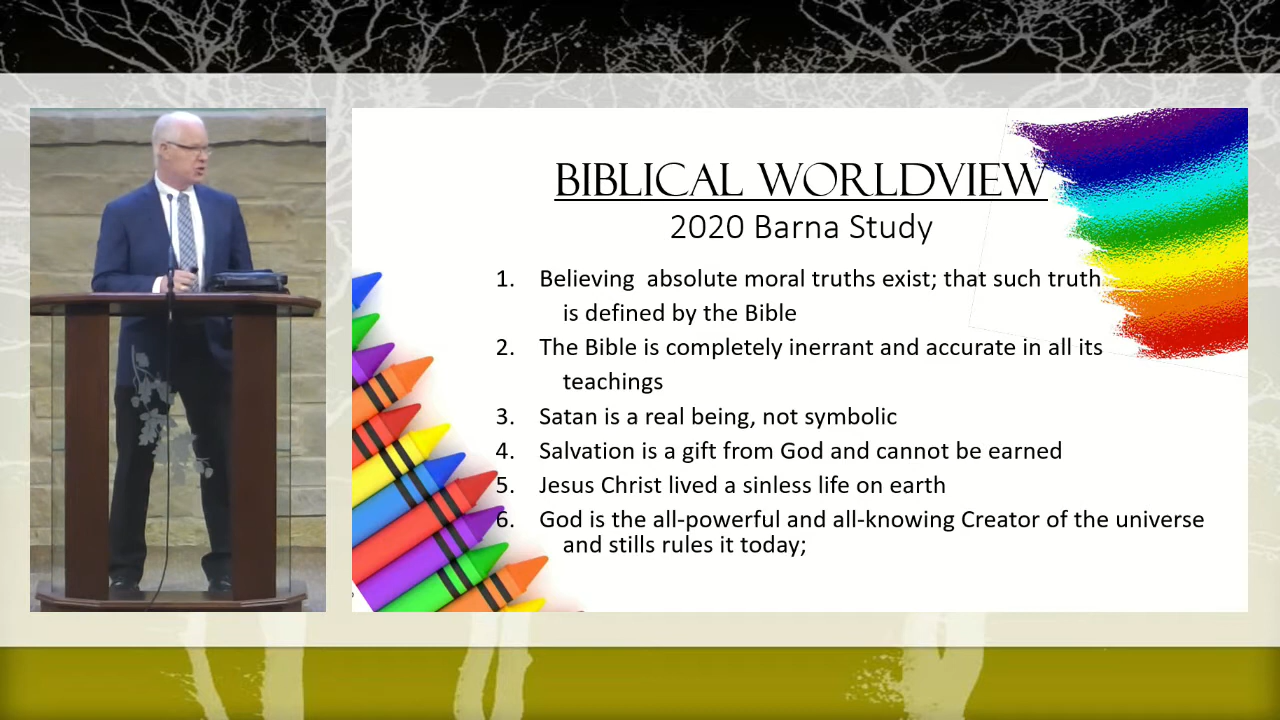 BIBLICAL WORLDVIEW
2020 Barna Study
1. Believing absolute moral truths exist; that such truth
is defined by the Bible
2. The Bible is completely inerrant and accurate in all its
teachings
3. Satan is a real being, not symbolic
4. Salvation is a gift from God and cannot be earned
5. Jesus Christ lived a sinless life on earth
6. God is the all-powerful and all-knowing Creator of the universe
and stills rules it today;